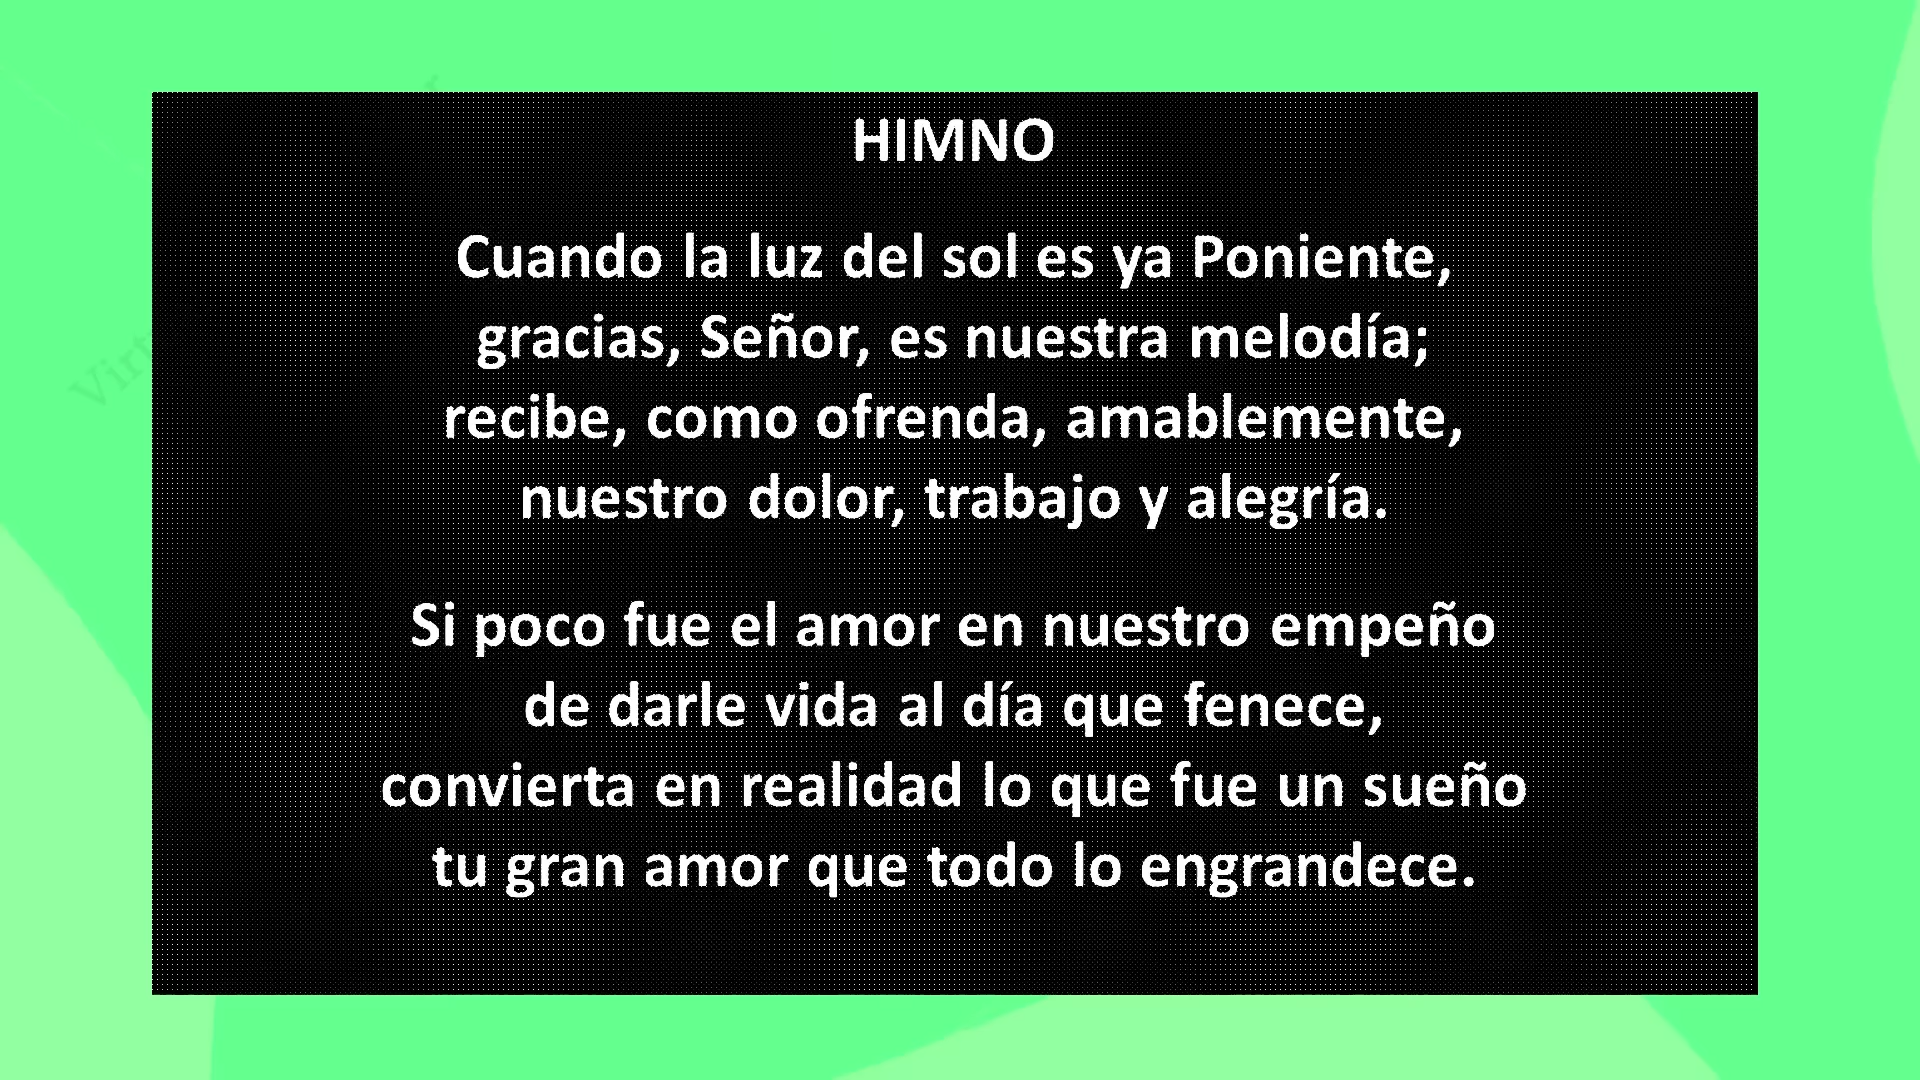 HIMNO
Cuando la luz del sol es ya Poniente,
gracias, Señor, es nuestra melodía;
recibe, como ofrenda, amablemente,
nuestro dolor, trabajo y alegría.
Si poco fue el amor en nuestro empeño
de darle vida al día que fenece,
convierta en realidad lo que fue un sueño
tu gran amor que todo lo engrandece.